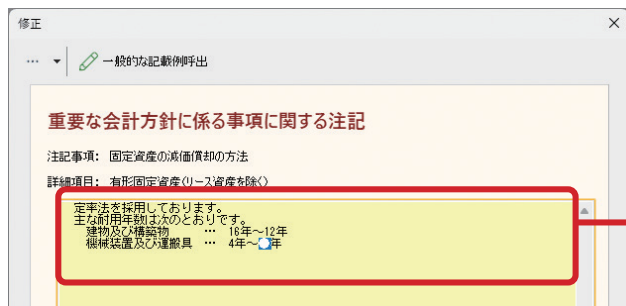 修正
… 一般的な記載例呼出
重要な会計方針に係る事項に関する注記
注記事項: 固定資産の減価償却の方法
詳細項目: 有形固定資産(リース資産を除く)
定率法を採用しております。
主な耐用年数は次のとおりです。
建物及び構築物 … 16年~12年
機械装置及び運搬具 … 4年~年